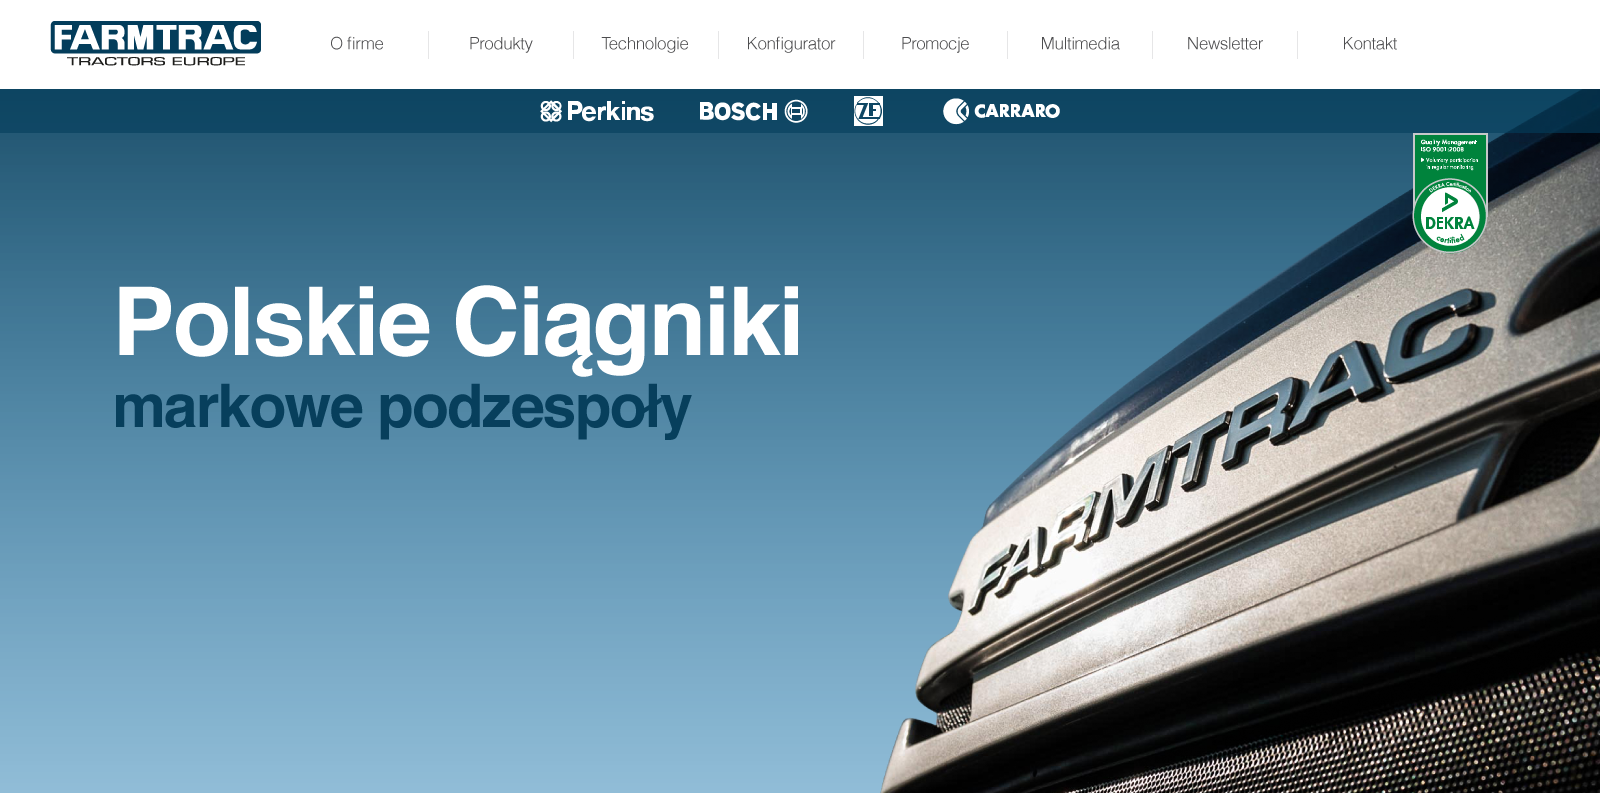 FARMTRAC
TRACTORS EUROPE
O firme
Produkty
Technologie
Konfigurator
Promocje
Multimedia
Newsletter
Kontakt
Perkins
BOSCH
ZF
CARRARO
Quality Management
ISO 9001:2008
Voluntary participation
in regular monitoring
DEKRA Certification
DEKRA
certified
Polskie Ciągniki
markowe podzespoły
FARMTRAC